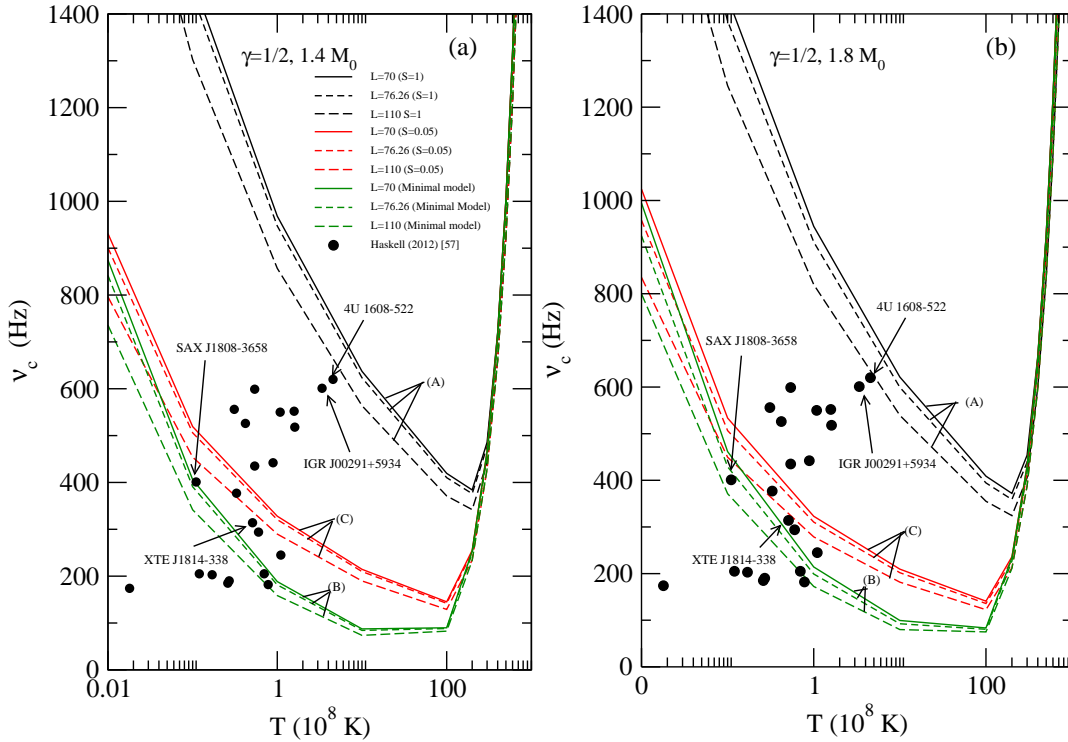 1400
1200
1000
800
600
400
200
0
ν_c (Hz)
0.01
1
100
T (10^8 K)
γ=1/2, 1.4 M_0
(a)
L=70 (S=1)
L=76.26 (S=1)
L=110 S=1
L=70 (S=0.05)
L=76.26 (S=0.05)
L=110 (S=0.05)
L=70 (Minimal model)
L=76.26 (Minimal Model)
L=110 (Minimal model)
Haskell (2012) [57]
4U 1608-522
SAX J1808-3658
(A)
IGR J00291+5934
(C)
XTE J1814-338
(B)
1400
1200
1000
800
600
400
200
0
ν_c (Hz)
0
1
100
T (10^8 K)
γ=1/2, 1.8 M_0
(b)
4U 1608-522
SAX J1808-3658
(A)
IGR J00291+5934
(C)
XTE J1814-338
(B)